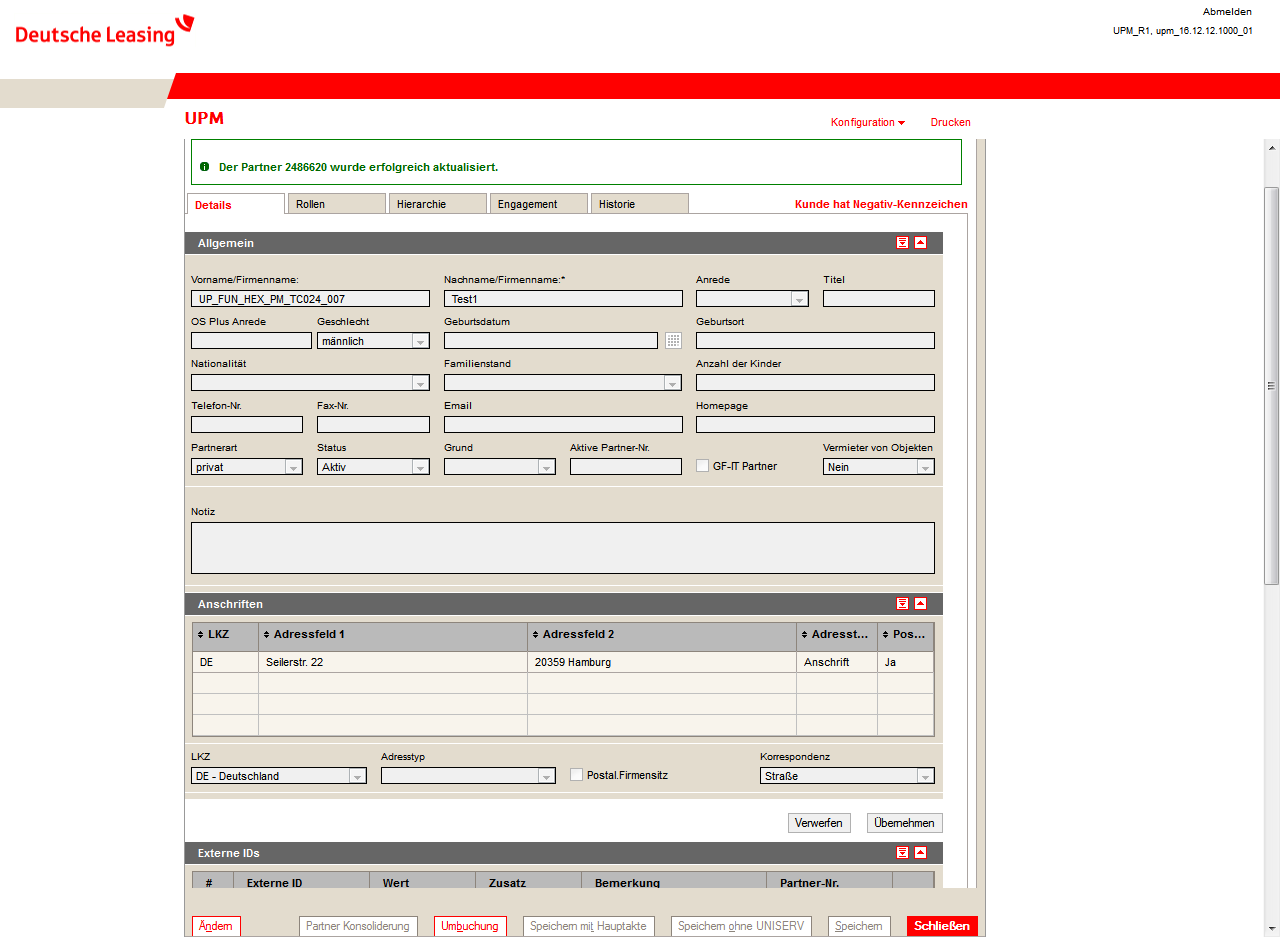 Abmelden
Deutsche Leasing
UPM_R1, upm_16.12.12.1000_01
UPM
Konfiguration
Drucken
Der Partner 2486620 wurde erfolgreich aktualisiert.
Details
Rollen
Hierarchie
Engagement
Historie
Kunde hat Negativ-Kennzeichen
Allgemein
Vorname/Firmenname:
Nachname/Firmenname:*
Anrede
Titel
UP_FUN_HEX_PM_TC024_007
Test1
OS Plus Anrede
Geschlecht
Geburtsdatum
Geburtsort
männlich
Nationalität
Familienstand
Anzahl der Kinder
Telefon-Nr.
Fax-Nr.
Email
Homepage
Partnerart
Status
Grund
Aktive Partner-Nr.
Vermieter von Objekten
privat
Aktiv
GF-IT Partner
Nein
Notiz
Anschriften
LKZ
Adressfeld 1
Adressfeld 2
Adresst...
Pos...
DE
Seilerstr. 22
20359 Hamburg
Anschrift
Ja
LKZ
Adresstyp
Korrespondenz
DE - Deutschland
Postal.Firmensitz
Straße
Verwerfen
Übernehmen
Externe IDs
#
Externe ID
Wert
Zusatz
Bemerkung
Partner-Nr.
Ändern
Partner Konsolidierung
Umbuchung
Speichern mit Hauptakte
Speichern ohne UNISERV
Speichern
Schließen